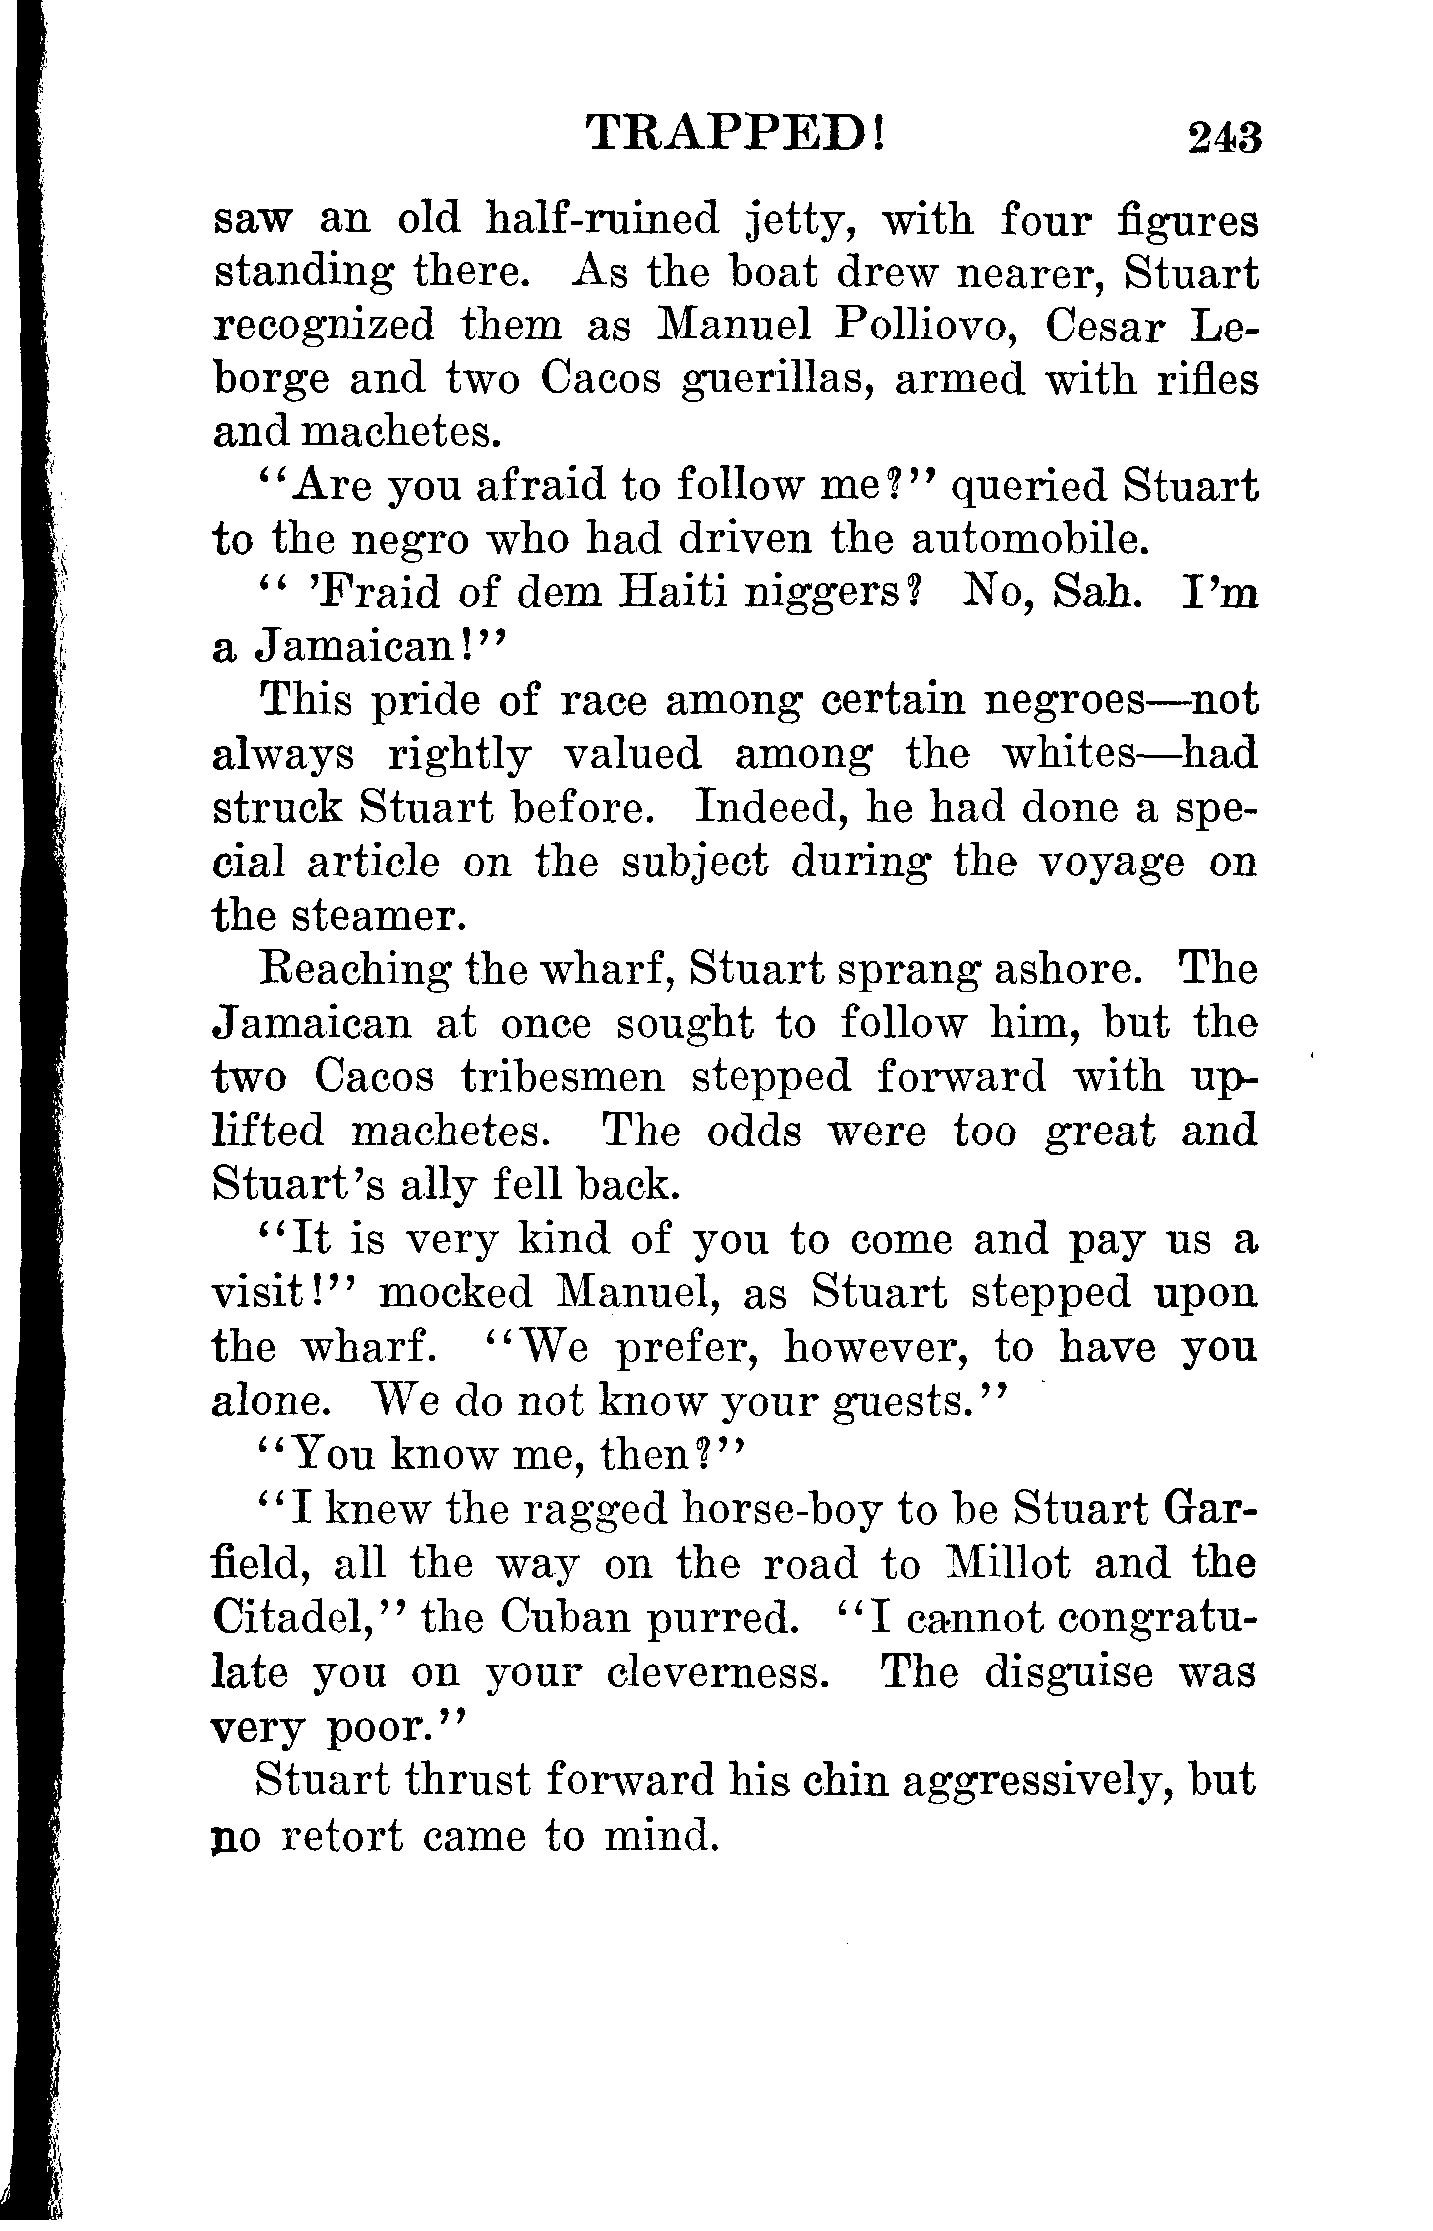 TRAPPED! 243
saw an old half-ruined jetty, with four figures
standing there. As the boat drew nearer, Stuart
recognized them as Manuel Polliovo, Cesar Le-
borge and two Cacos guerillas, armed with rifles
and machetes.
“Are you afraid to follow me?” queried Stuart
to the negro who had driven the automobile.
“ ’Fraid of dem Haiti niggers? No, Sah. I’m
a Jamaican!”
This pride of race among certain negroes—not
always rightly valued among the whites—had
struck Stuart before. Indeed, he had done a spe-
cial article on the subject during the voyage on
the steamer.
Reaching the wharf, Stuart sprang ashore. The
Jamaican at once sought to follow him, but the
two Cacos tribesmen stepped forward with up-
lifted machetes. The odds were too great and
Stuart’s ally fell back.
“It is very kind of you to come and pay us a
visit!” mocked Manuel, as Stuart stepped upon
the wharf. “We prefer, however, to have you
alone. We do not know your guests.”
“You know me, then?”
“I knew the ragged horse-boy to be Stuart Gar-
field, all the way on the road to Millot and the
Citadel,” the Cuban purred. “I cannot congratu-
late you on your cleverness. The disguise was
very poor.”
Stuart thrust forward his chin aggressively, but
no retort came to mind.